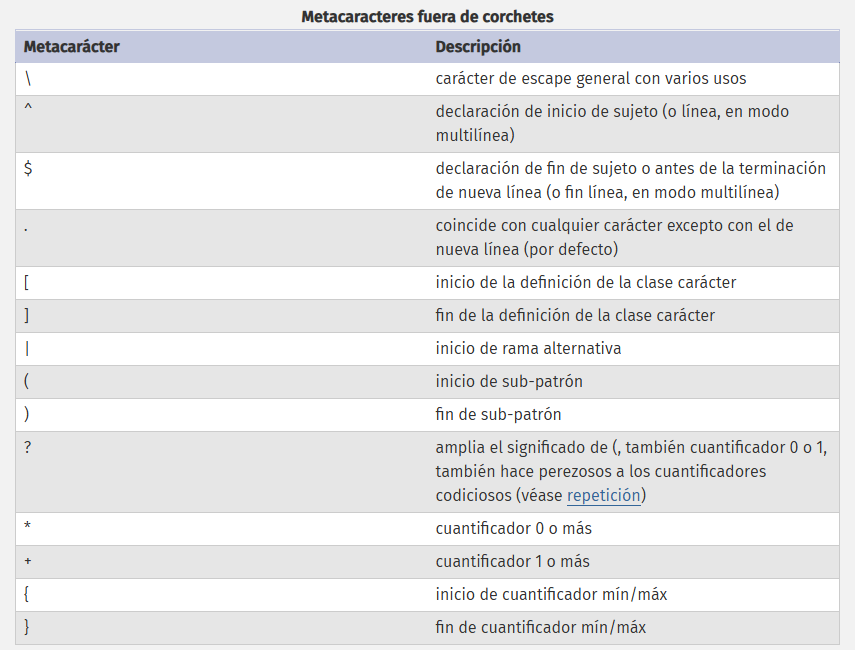 Metacaracteres fuera de corchetes
Metacarácter Descripción
\ carácter de escape general con varios usos
^ declaración de inicio de sujeto (o línea, en modo
multilínea)
$ declaración de fin de sujeto o antes de la terminación
de nueva línea (o fin línea, en modo multilínea)
. coincide con cualquier carácter excepto con el de
nueva línea (por defecto)
[ inicio de la definición de la clase carácter
] fin de la definición de la clase carácter
| inicio de rama alternativa
( inicio de sub-patrón
) fin de sub-patrón
? amplia el significado de (, también cuantificador 0 o 1,
también hace perezosos a los cuantificadores
codiciosos (véase repetición)
* cuantificador 0 o más
+ cuantificador 1 o más
{ inicio de cuantificador mín/máx
} fin de cuantificador mín/máx